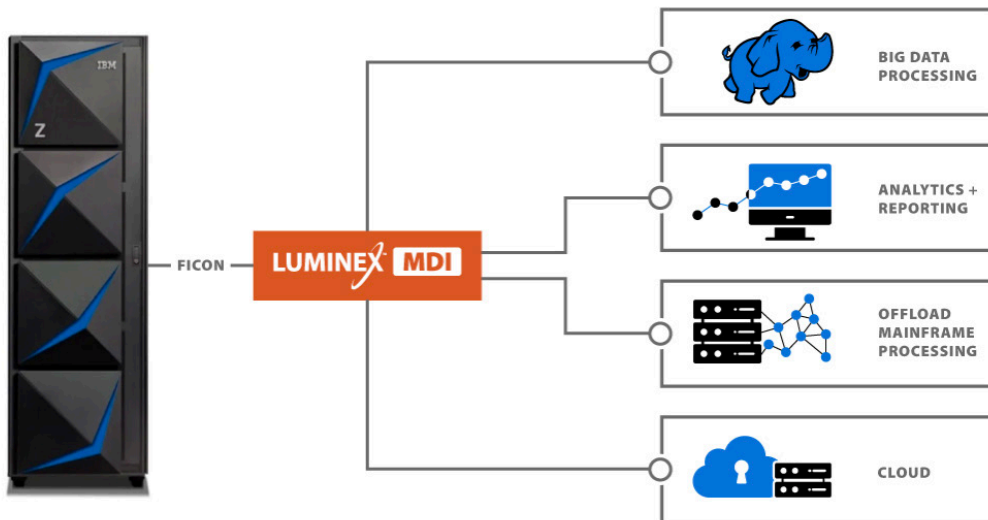 IBM
Z
FICON
LUMINEX MDI
BIG DATA
PROCESSING
ANALYTICS +
REPORTING
OFFLOAD
MAINFRAME
PROCESSING
CLOUD